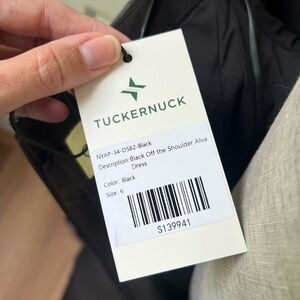 TUCKERNUCK
NYAP-34-DS82-Black
Description:Black Off the Shoulder Alva
Dress
Color: Black
Size: 6
S139941